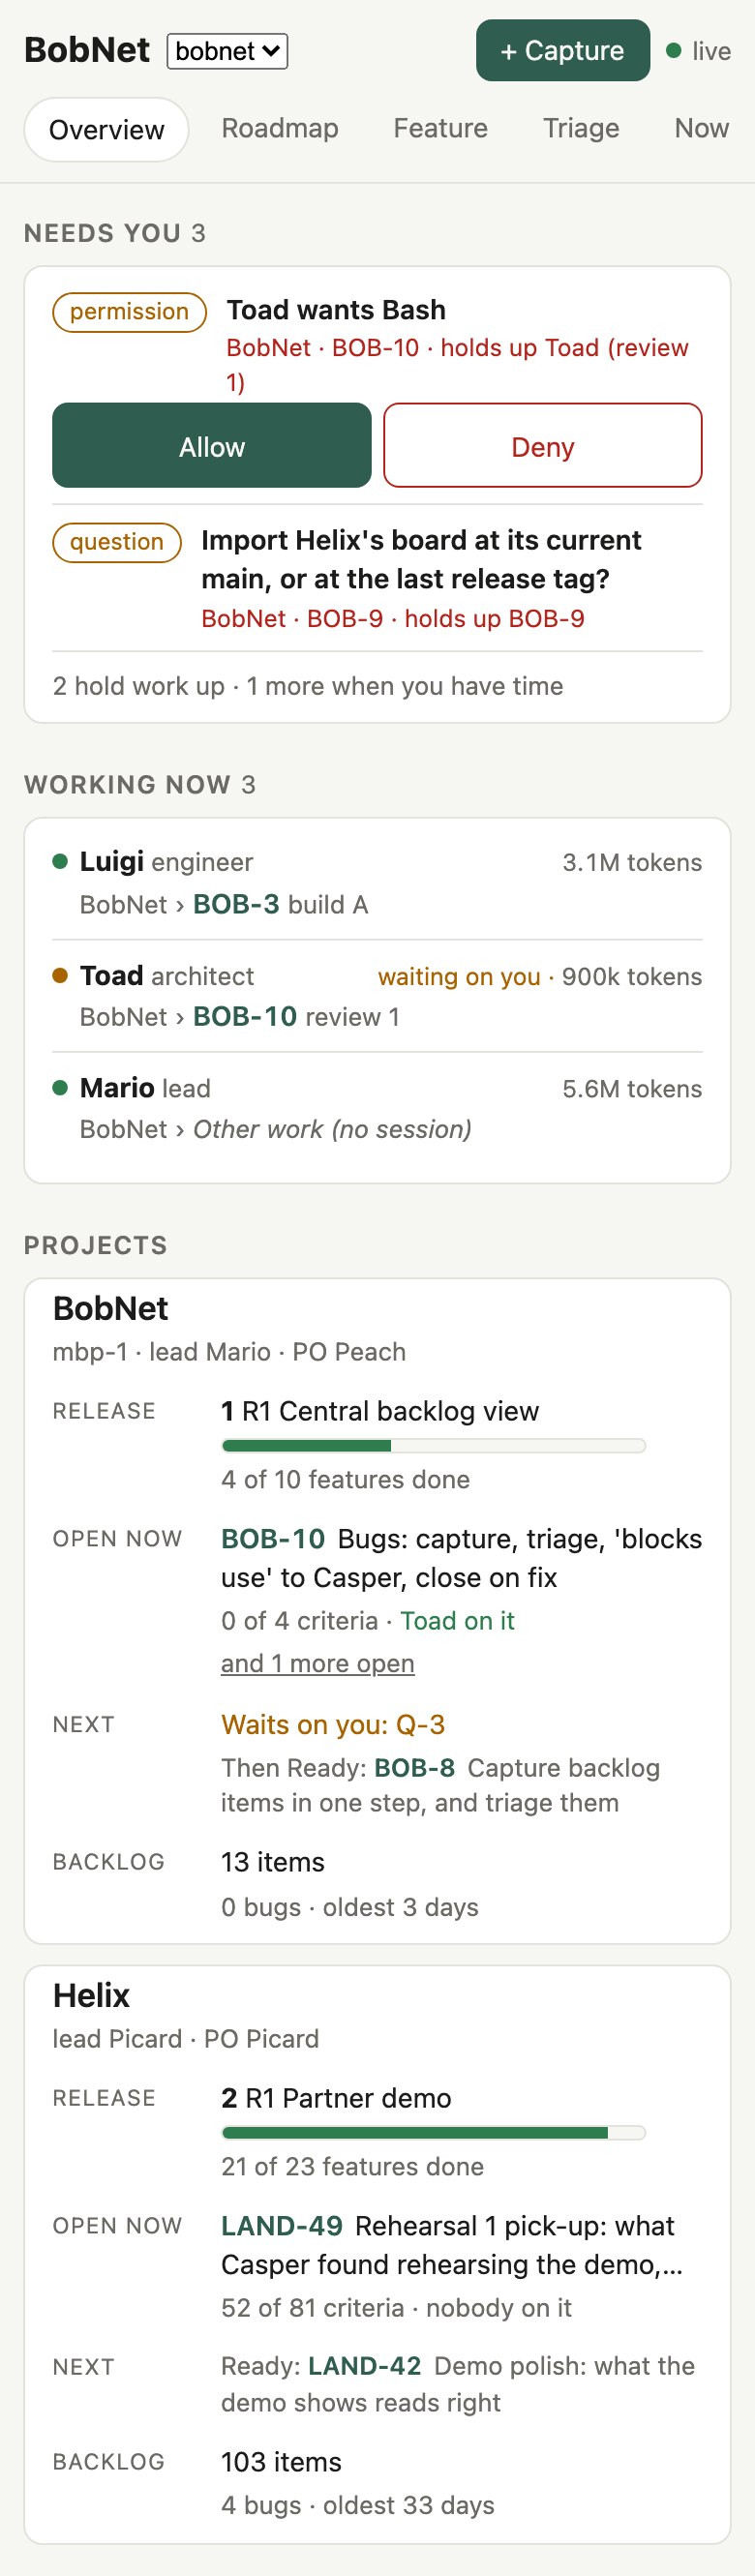 BobNet bobnet + Capture live
Overview Roadmap Feature Triage Now
NEEDS YOU 3
permission Toad wants Bash
BobNet · BOB-10 · holds up Toad (review
1)
Allow Deny
question Import Helix's board at its current
main, or at the last release tag?
BobNet · BOB-9 · holds up BOB-9
2 hold work up · 1 more when you have time
WORKING NOW 3
Luigi engineer 3.1M tokens
BobNet › BOB-3 build A
Toad architect waiting on you · 900k tokens
BobNet › BOB-10 review 1
Mario lead 5.6M tokens
BobNet › Other work (no session)
PROJECTS
BobNet
mbp-1 · lead Mario · PO Peach
RELEASE 1 R1 Central backlog view
4 of 10 features done
OPEN NOW BOB-10 Bugs: capture, triage, 'blocks
use' to Casper, close on fix
0 of 4 criteria · Toad on it
and 1 more open
NEXT Waits on you: Q-3
Then Ready: BOB-8 Capture backlog
items in one step, and triage them
BACKLOG 13 items
0 bugs · oldest 3 days
Helix
lead Picard · PO Picard
RELEASE 2 R1 Partner demo
21 of 23 features done
OPEN NOW LAND-49 Rehearsal 1 pick-up: what
Casper found rehearsing the demo,...
52 of 81 criteria · nobody on it
NEXT Ready: LAND-42 Demo polish: what the
demo shows reads right
BACKLOG 103 items
4 bugs · oldest 33 days